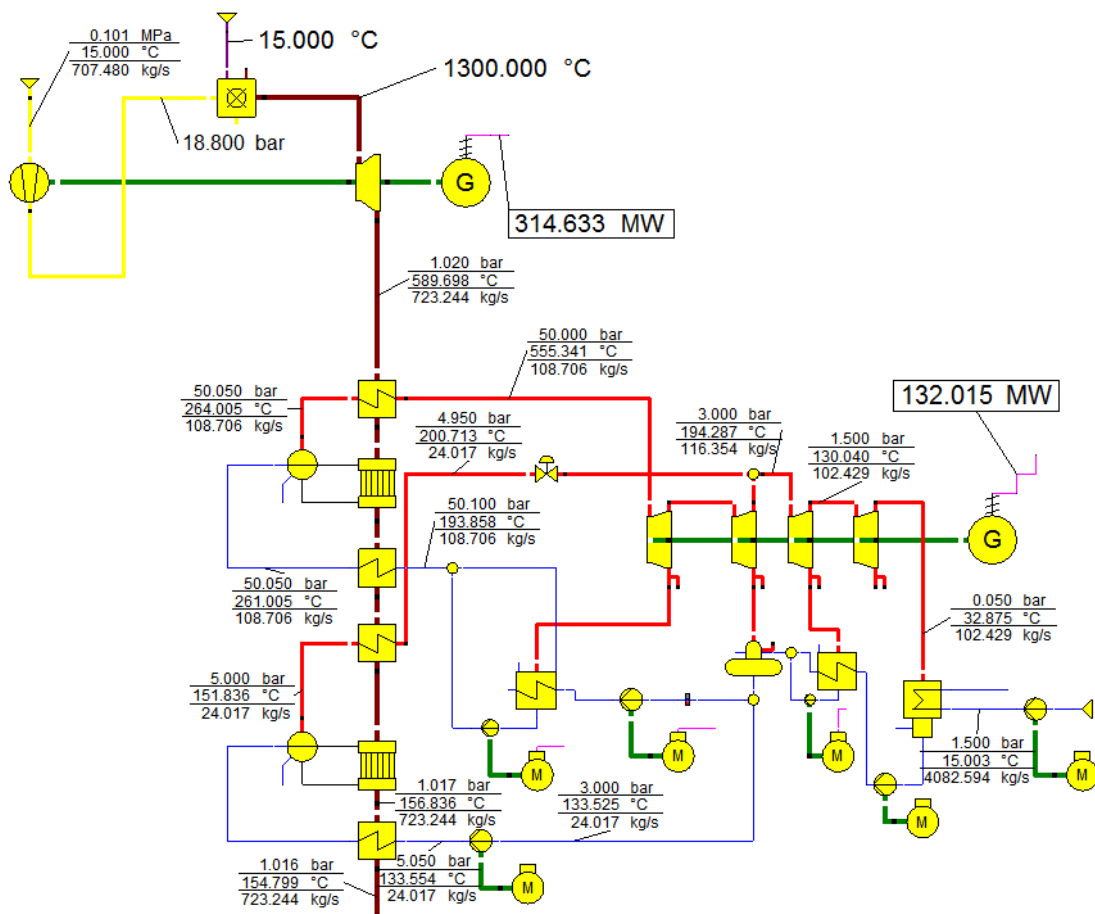 0.101 MPa
15.000 °C
707.480 kg/s
15.000 °C
1300.000 °C
18.800 bar
G
314.633 MW
1.020 bar
589.698 °C
723.244 kg/s
50.000 bar
555.341 °C
108.706 kg/s
50.050 bar
264.005 °C
108.706 kg/s
4.950 bar
200.713 °C
24.017 kg/s
3.000 bar
194.287 °C
116.354 kg/s
132.015 MW
1.500 bar
130.040 °C
102.429 kg/s
50.100 bar
193.858 °C
108.706 kg/s
G
50.050 bar
261.005 °C
108.706 kg/s
0.050 bar
32.875 °C
102.429 kg/s
5.000 bar
151.836 °C
24.017 kg/s
1.500 bar
15.003 °C
4082.594 kg/s
M
M
M
M
M
1.017 bar
156.836 °C
723.244 kg/s
3.000 bar
133.525 °C
24.017 kg/s
5.050 bar
133.554 °C
24.017 kg/s
M
1.016 bar
154.799 °C
723.244 kg/s